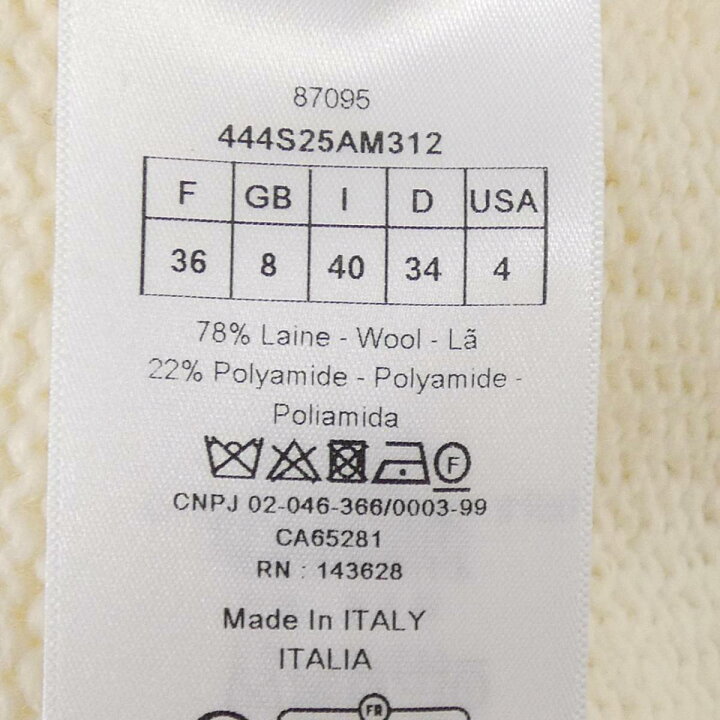 87095
444S25AM312
F GB I D USA
36 8 40 34 4
78% Laine - Wool - Lã
22% Polyamide - Polyamide -
Poliamida
F
CNPJ 02-046-366/0003-99
CA65281
RN : 143628
Made In ITALY
ITALIA
FR